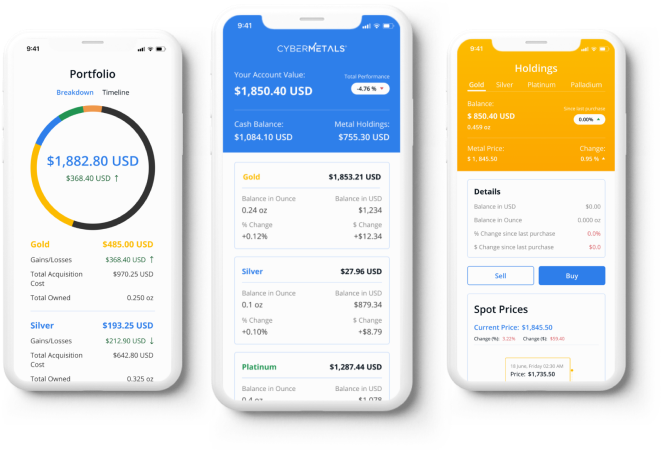 9:41
Portfolio
Breakdown Timeline
$1,882.80 USD
$368.40 USD ↑
Gold $485.00 USD
Gains/Losses $368.40 USD ↑
Total Acquisition Cost $970.25 USD
Total Owned 0.250 oz
Silver $193.25 USD
Gains/Losses $212.90 USD ↓
Total Acquisition Cost $642.80 USD
Total Owned 0.325 oz
9:41
CYBERMETALS
Your Account Value: Total Performance
$1,850.40 USD -4.76 %
Cash Balance: Metal Holdings:
$1,084.10 USD $755.30 USD
Gold $1,853.21 USD
Balance in Ounce Balance in USD
0.24 oz $1,234
% Change $ Change
+0.12% +$12.34
Silver $27.96 USD
Balance in Ounce Balance in USD
0.1 oz $879.34
% Change $ Change
+0.10% +$8.79
Platinum $1,287.44 USD
Balance in Ounce Balance in USD
0.4 oz $1,078
9:41
Holdings
Gold Silver Platinum Palladium
Balance: Since last purchase
$ 850.40 USD 0.00%
0.469 oz
Metal Price: Change:
$ 1, 845.50 0.95 %
Details
Balance in USD $0.00
Balance in Ounce 0.000 oz
% Change since last purchase 0.0%
$ Change since last purchase $0.0
Sell Buy
Spot Prices
Current Price: $1,845.50
Change (%): 3.22% Change ($): $59.40
18 June, Friday 02:30 AM
Price: $1,735.50